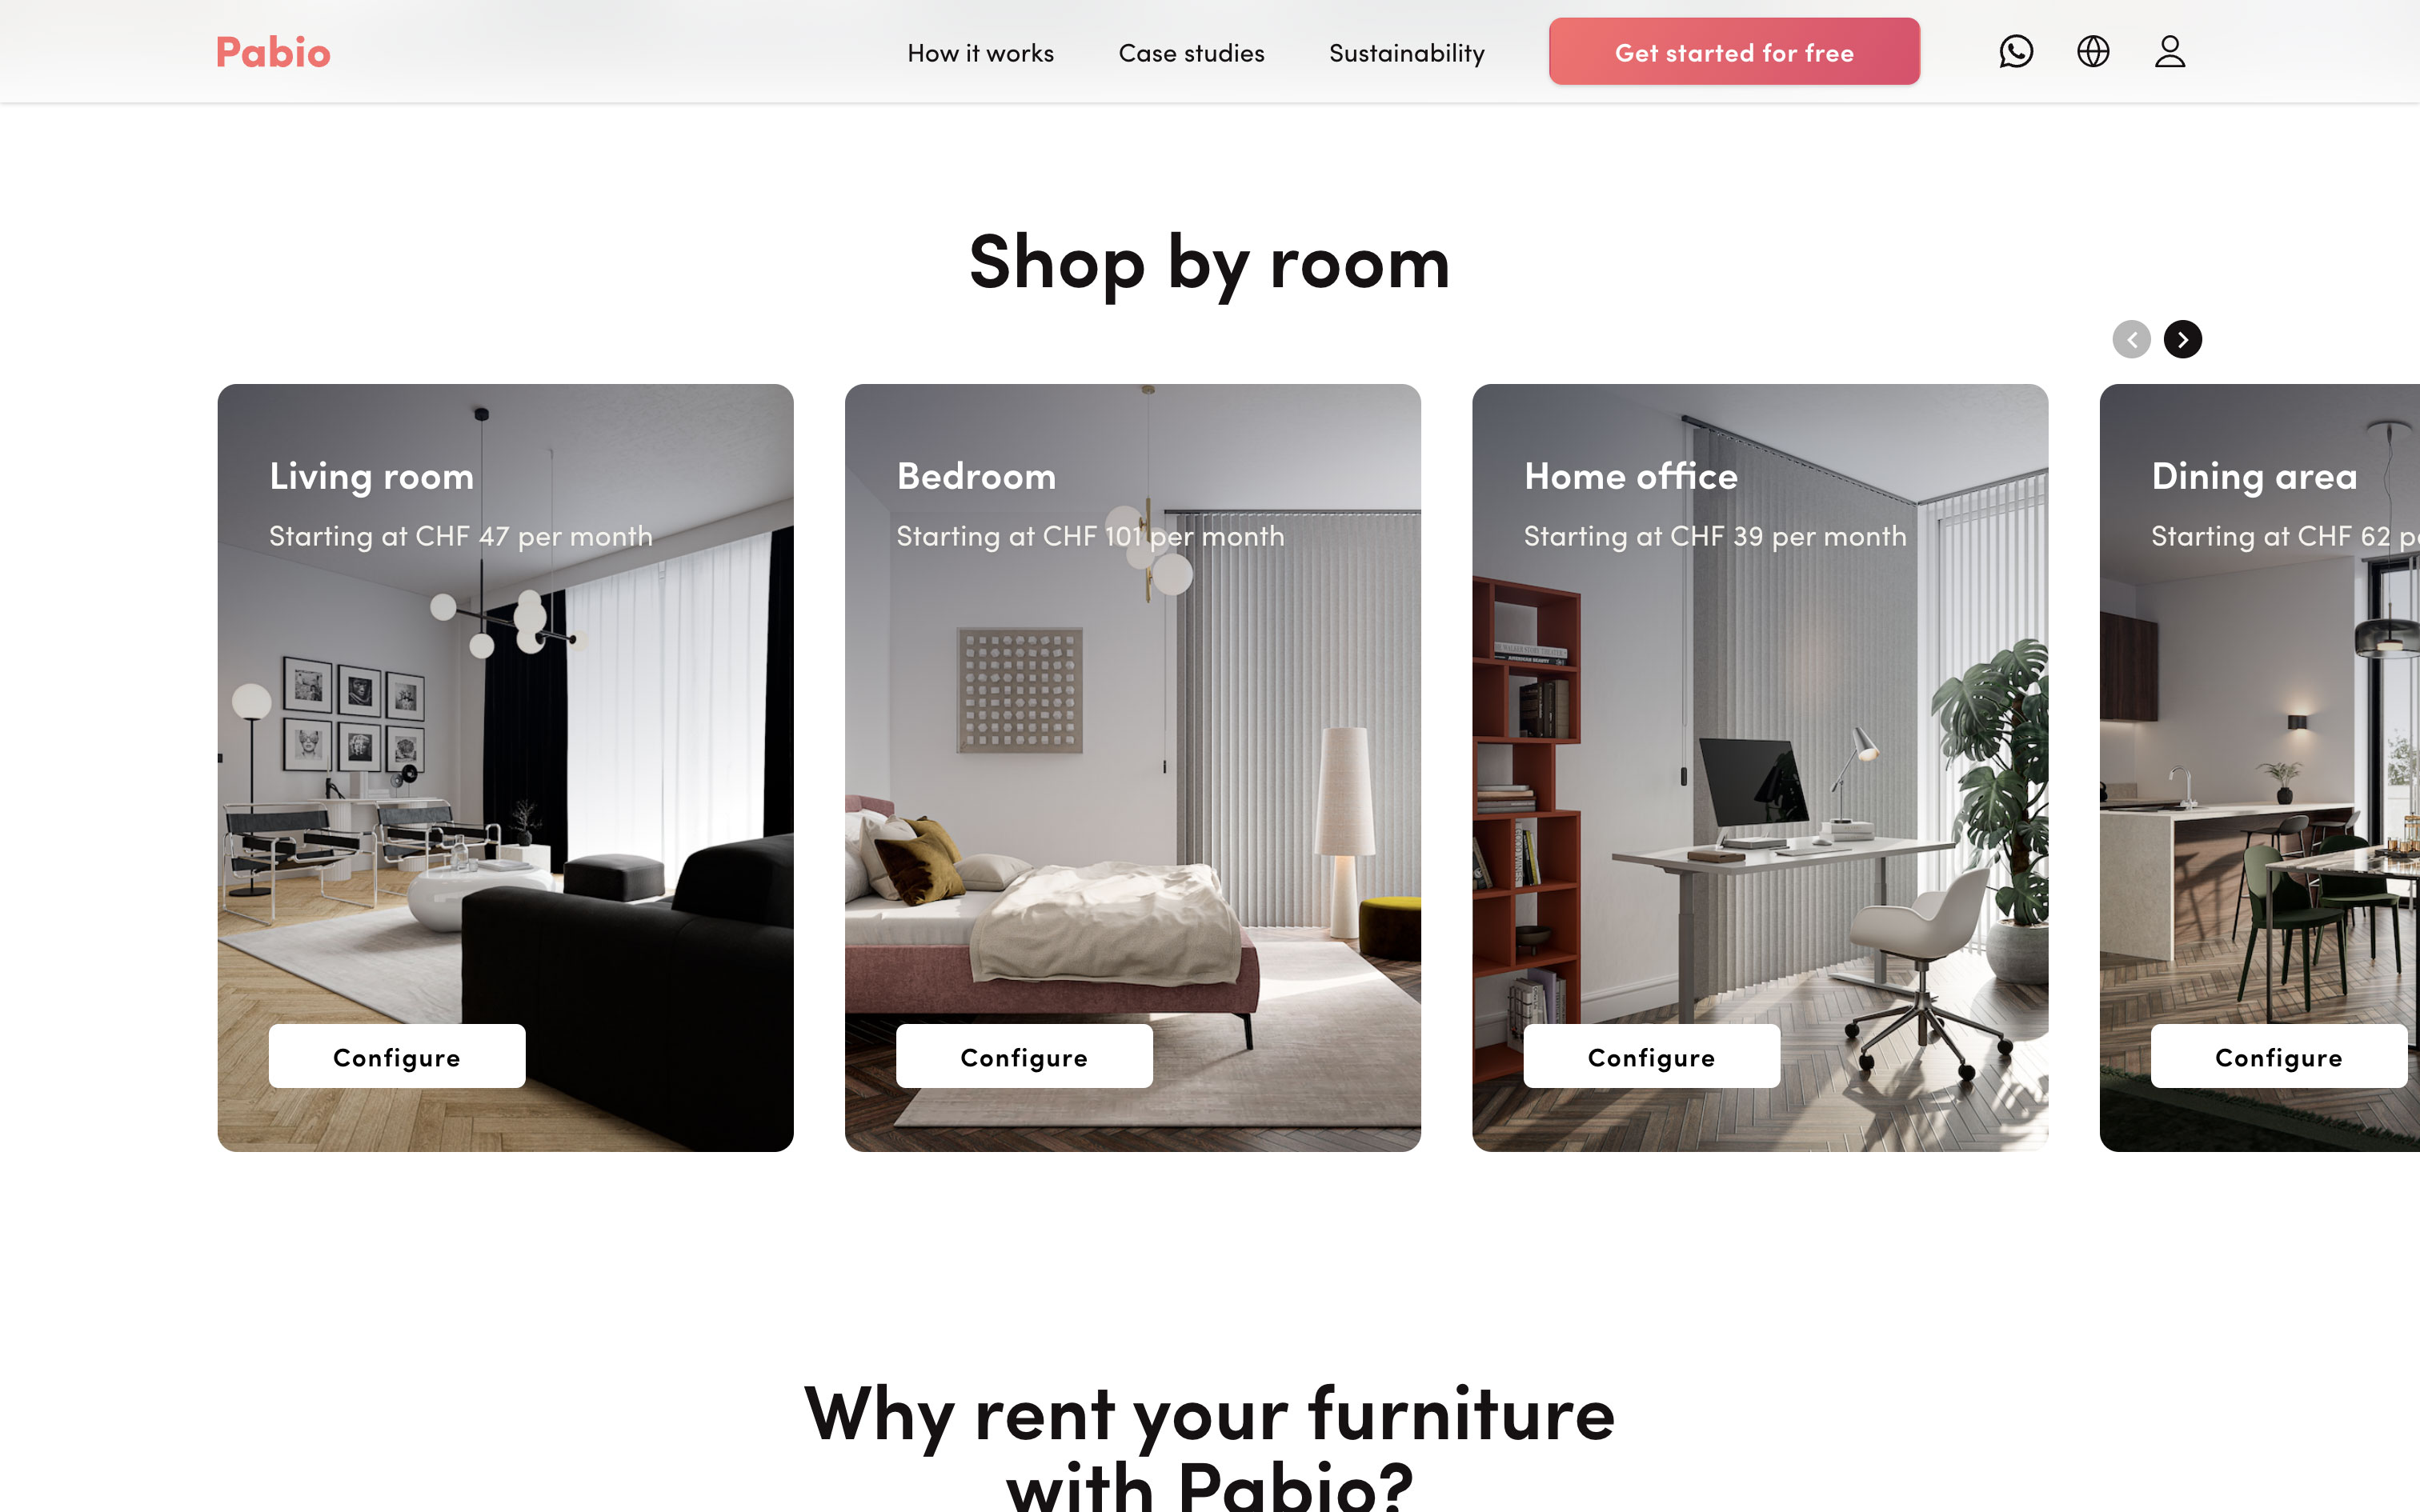 Pabio
How it works
Case studies
Sustainability
Get started for free
Shop by room
Living room
Starting at CHF 47 per month
Configure
Bedroom
Starting at CHF 101 per month
Configure
Home office
Starting at CHF 39 per month
Configure
Dining area
Starting at CHF 62
Configure
Why rent your furniture
with Pabio?